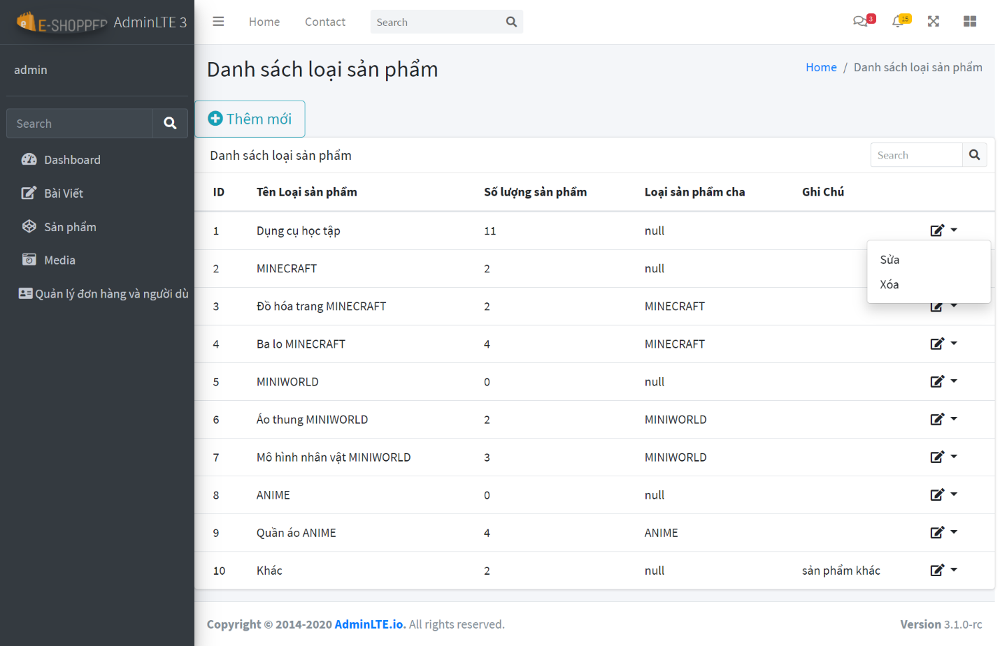 E-SHOPPER AdminLTE 3
Home Contact Search 3 15
admin
Search
Dashboard
Bài Viết
Sản phẩm
Media
Quản lý đơn hàng và người dù
Danh sách loại sản phẩm
Home / Danh sách loại sản phẩm
Thêm mới
Danh sách loại sản phẩm Search
ID Tên Loại sản phẩm Số lượng sản phẩm Loại sản phẩm cha Ghi Chú
1 Dụng cụ học tập 11 null
Sửa
Xóa
2 MINECRAFT 2 null
3 Đồ hóa trang MINECRAFT 2 MINECRAFT
4 Ba lo MINECRAFT 4 MINECRAFT
5 MINIWORLD 0 null
6 Áo thung MINIWORLD 2 MINIWORLD
7 Mô hình nhân vật MINIWORLD 3 MINIWORLD
8 ANIME 0 null
9 Quần áo ANIME 4 ANIME
10 Khác 2 null sản phẩm khác
Copyright © 2014-2020 AdminLTE.io. All rights reserved. Version 3.1.0-rc